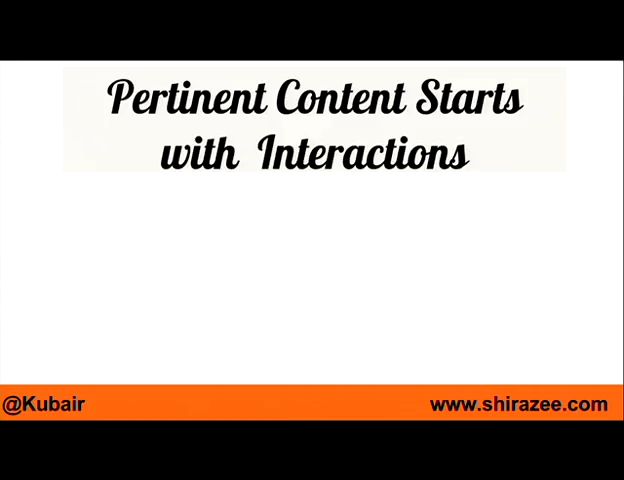 Pertinent Content Starts
with Interactions
@Kubair www.shirazee.com